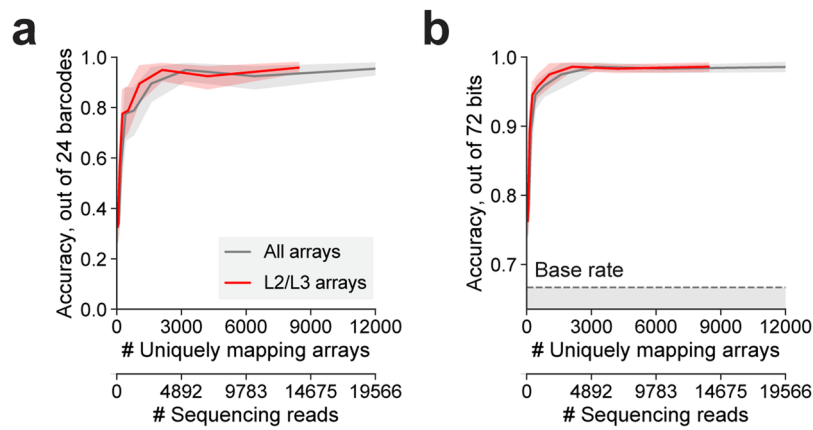 a
Accuracy, out of 24 barcodes
1.0
0.8
0.6
0.4
0.2
0.0
All arrays
L2/L3 arrays
0 3000 6000 9000 12000
# Uniquely mapping arrays
0 4892 9783 14675 19566
# Sequencing reads
b
Accuracy, out of 72 bits
1.0
0.9
0.8
0.7
Base rate
0 3000 6000 9000 12000
# Uniquely mapping arrays
0 4892 9783 14675 19566
# Sequencing reads